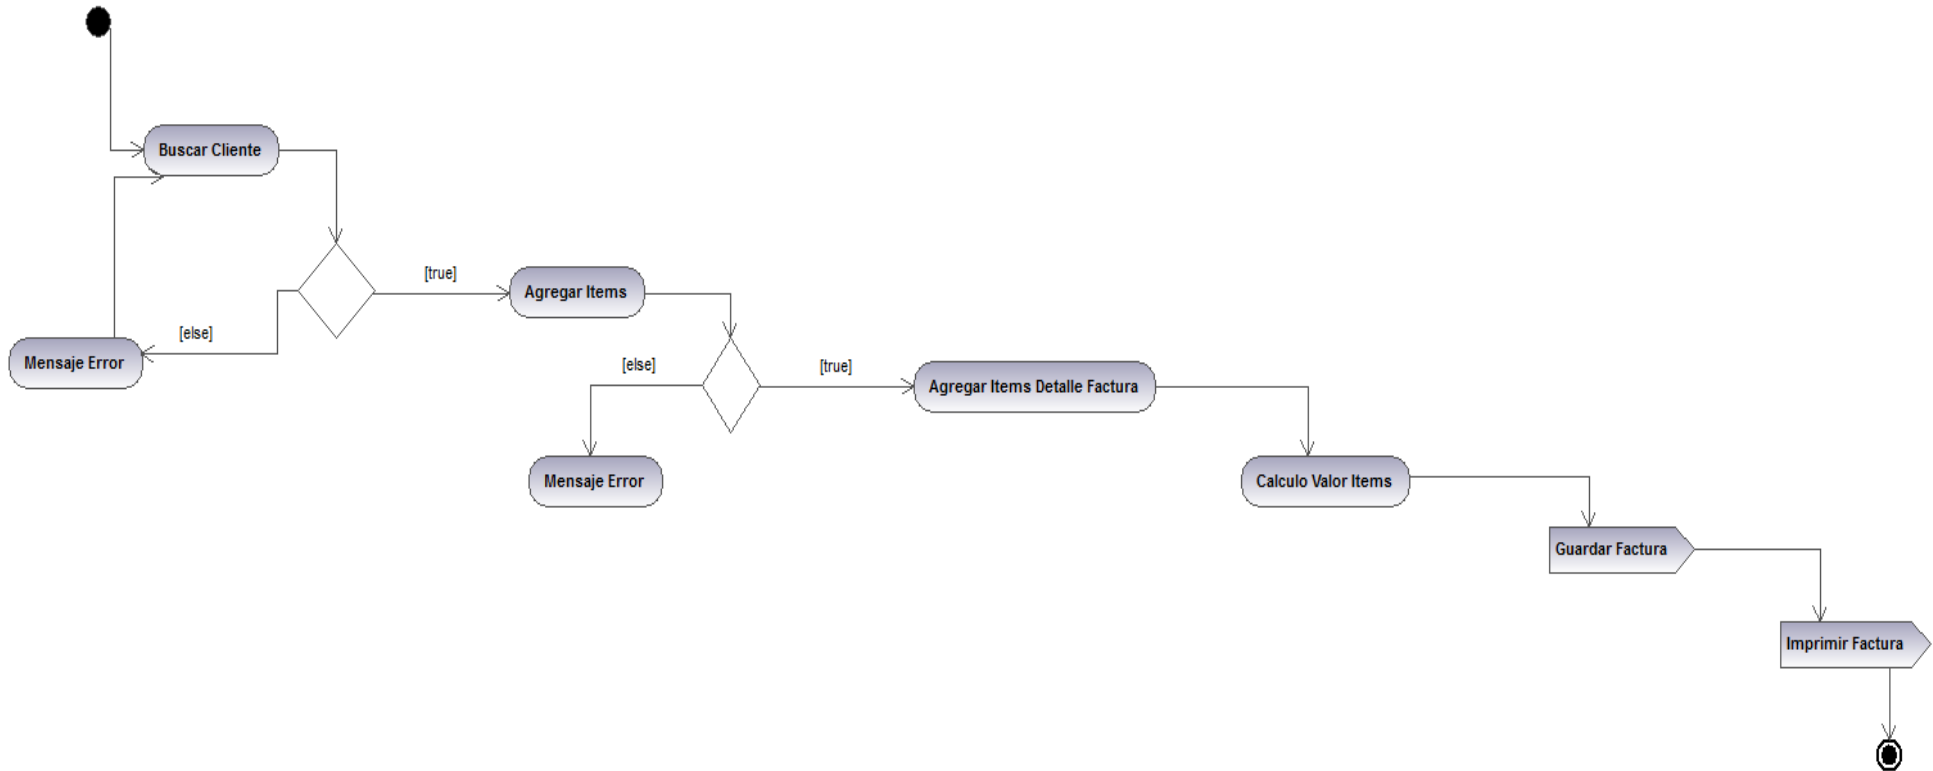 Buscar Cliente
[true]
Agregar Items
[else]
Mensaje Error
[else]
[true]
Agregar Items Detalle Factura
Mensaje Error
Calculo Valor Items
Guardar Factura
Imprimir Factura